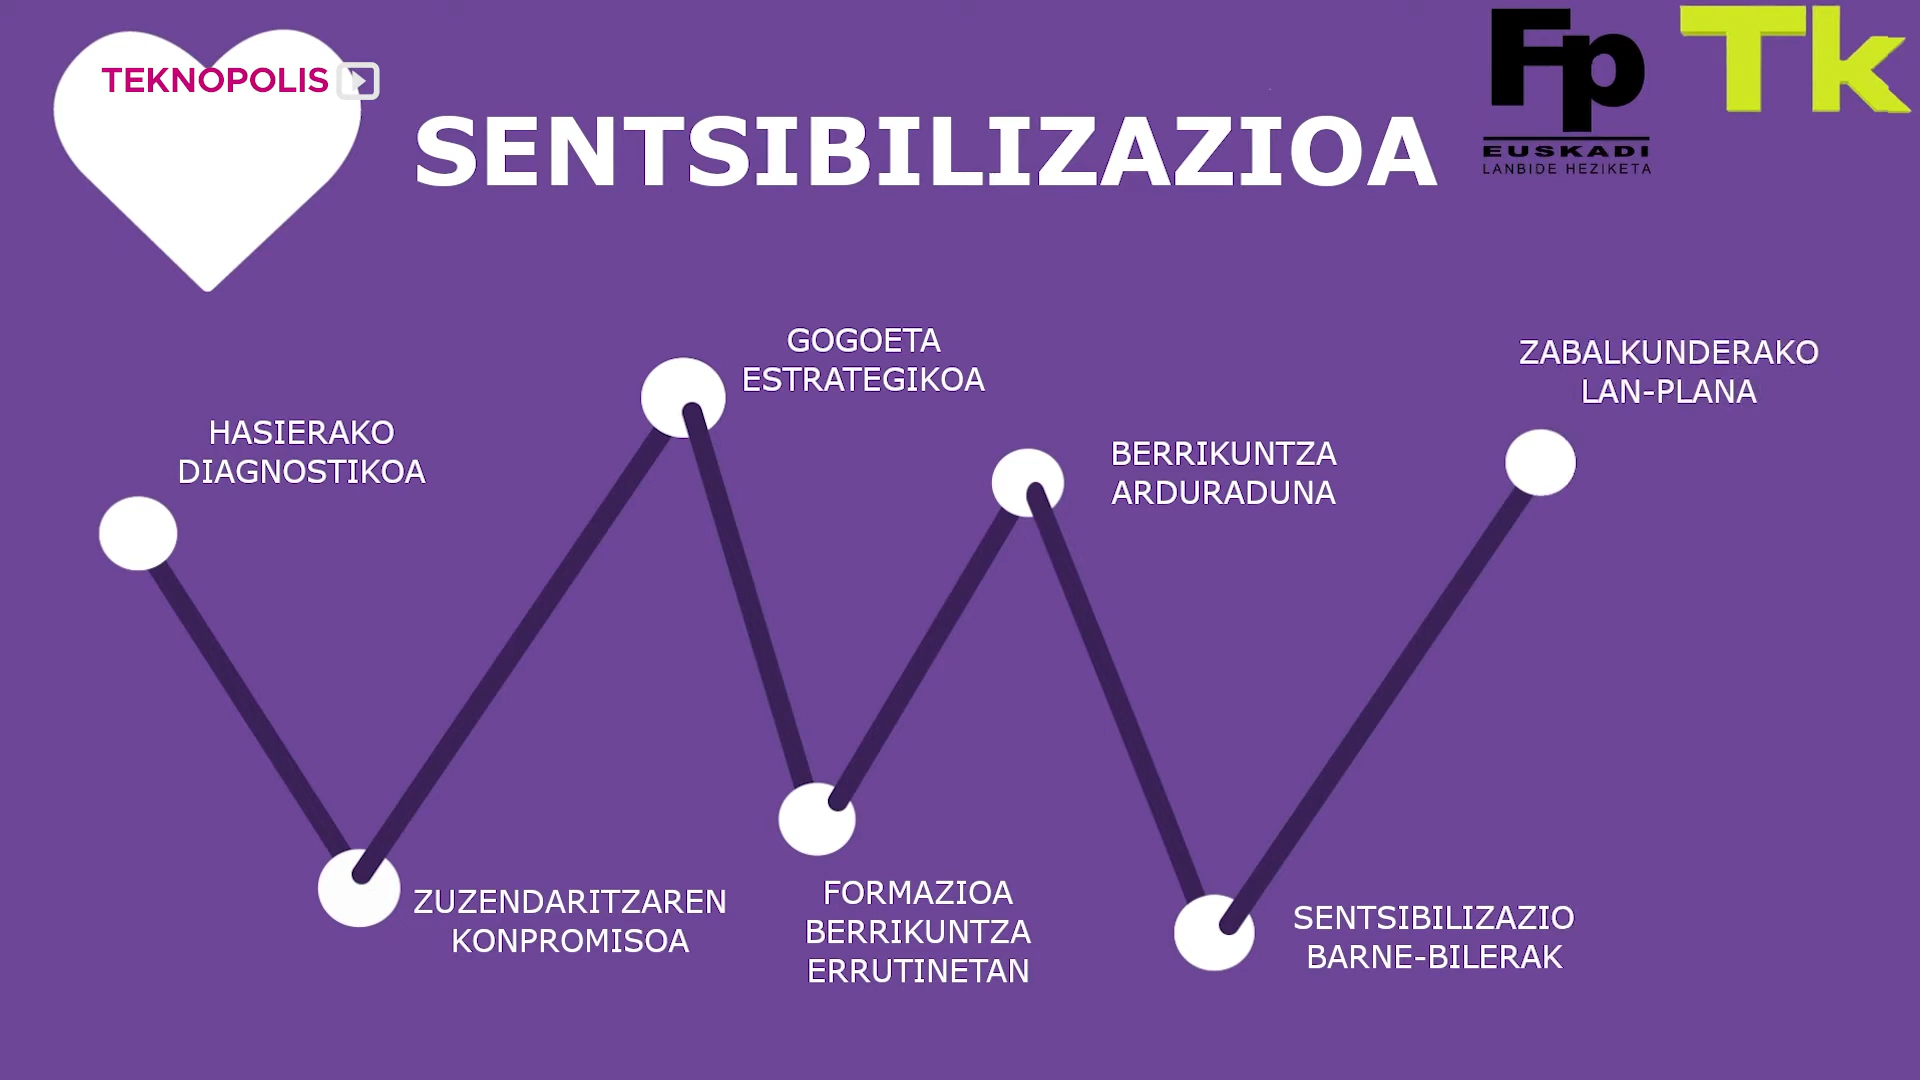 TEKNOPOLIS
SENTSIBILIZAZIOA
Fp
EUSKADI
LANBIDE HEZIKETA
Tk
HASIERAKO
DIAGNOSTIKOA
ZUZENDARITZAREN
KONPROMISOA
GOGOETA
ESTRATEGIKOA
FORMAZIOA
BERRIKUNTZA
ERRUTINETAN
BERRIKUNTZA
ARDURADUNA
SENTSIBILIZAZIO
BARNE-BILERAK
ZABALKUNDERAKO
LAN-PLANA